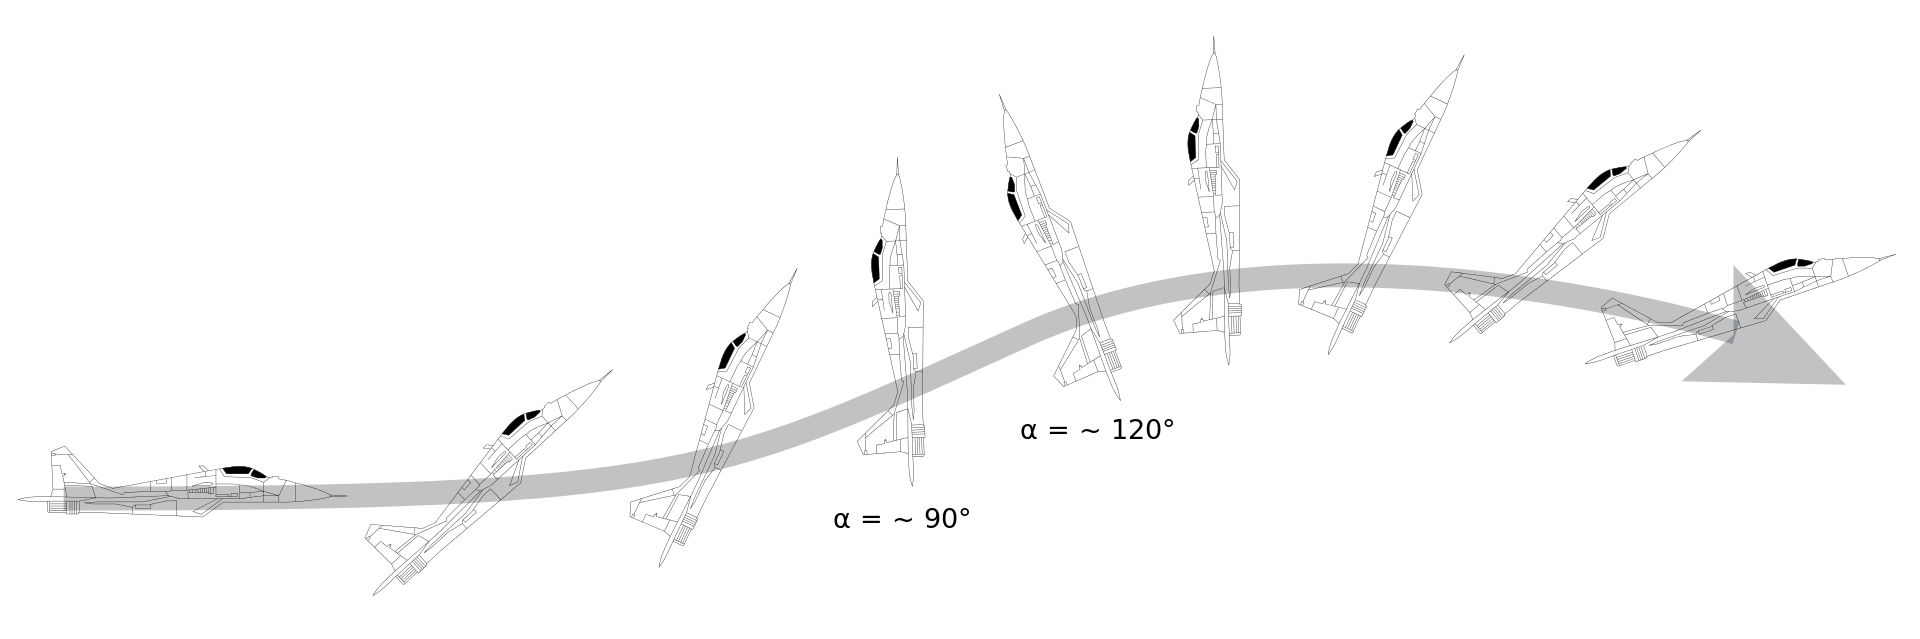 α = ~ 90°
α = ~ 120°